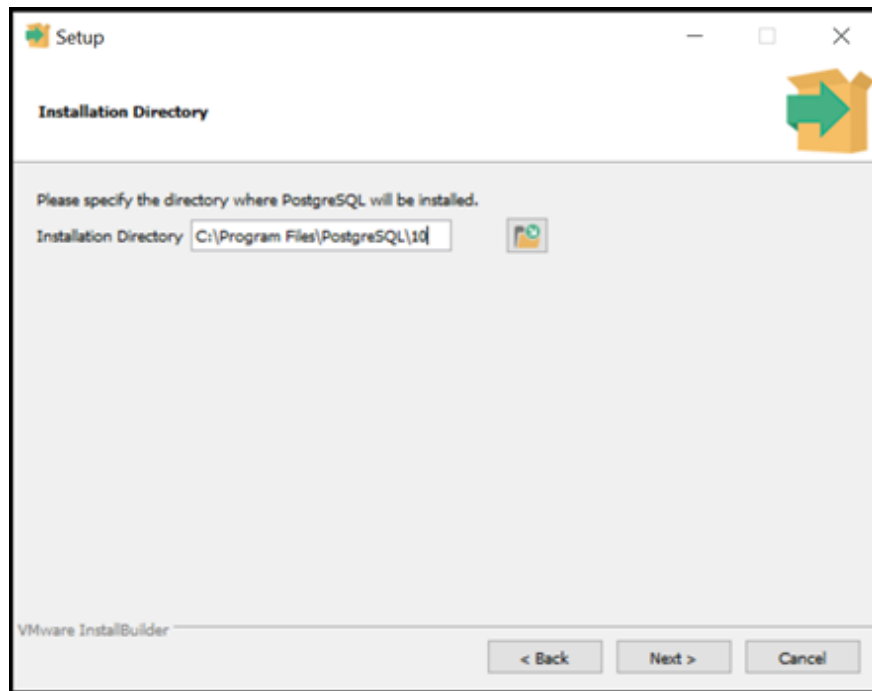 Setup
Installation Directory
Please specify the directory where PostgreSQL will be installed.
Installation Directory C:\Program Files\PostgreSQL\10
VMware InstallBuilder
< Back Next > Cancel